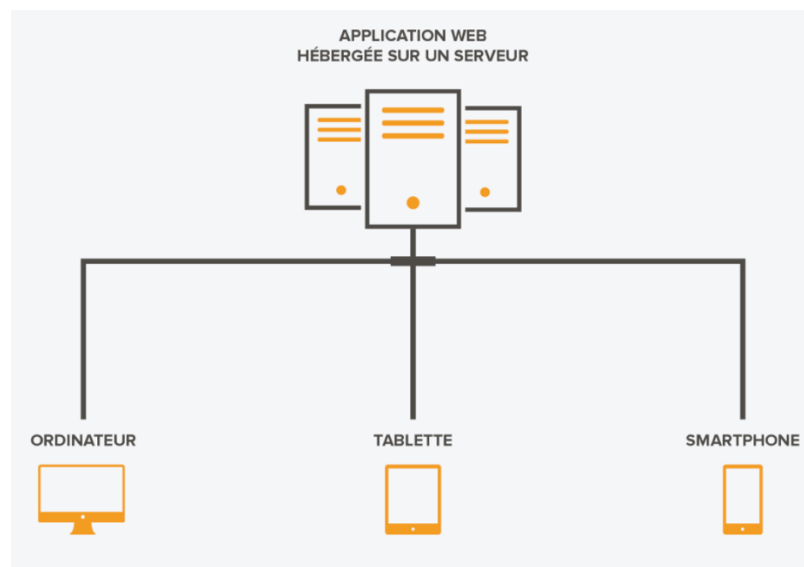 APPLICATION WEB
HÉBERGÉE SUR UN SERVEUR
ORDINATEUR
TABLETTE
SMARTPHONE